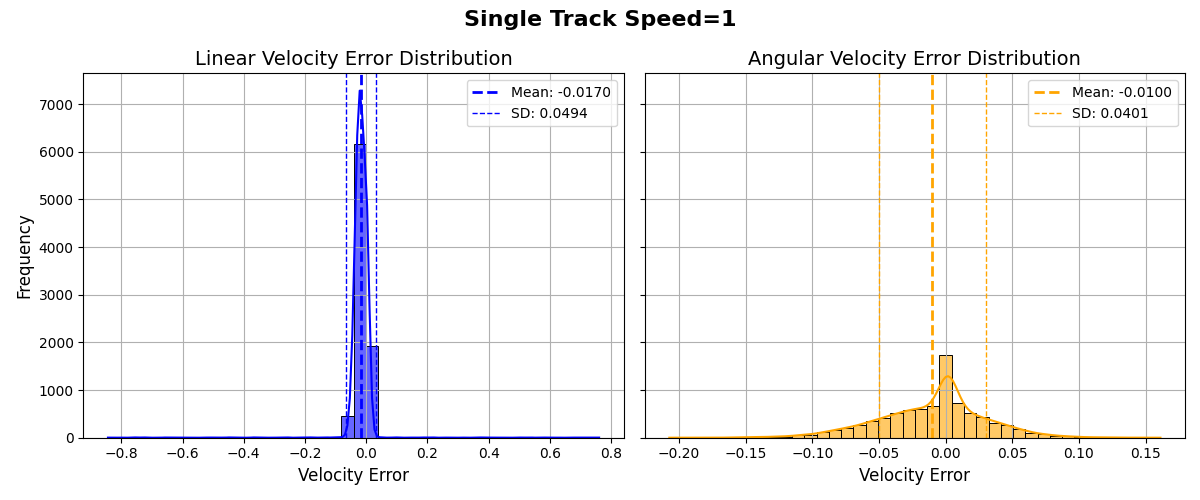 Single Track Speed=1
Linear Velocity Error Distribution
Mean: -0.0170
SD: 0.0494
Frequency
7000
6000
5000
4000
3000
2000
1000
0
−0.8 −0.6 −0.4 −0.2 0.0 0.2 0.4 0.6 0.8
Velocity Error
Angular Velocity Error Distribution
Mean: -0.0100
SD: 0.0401
−0.20 −0.15 −0.10 −0.05 0.00 0.05 0.10 0.15
Velocity Error